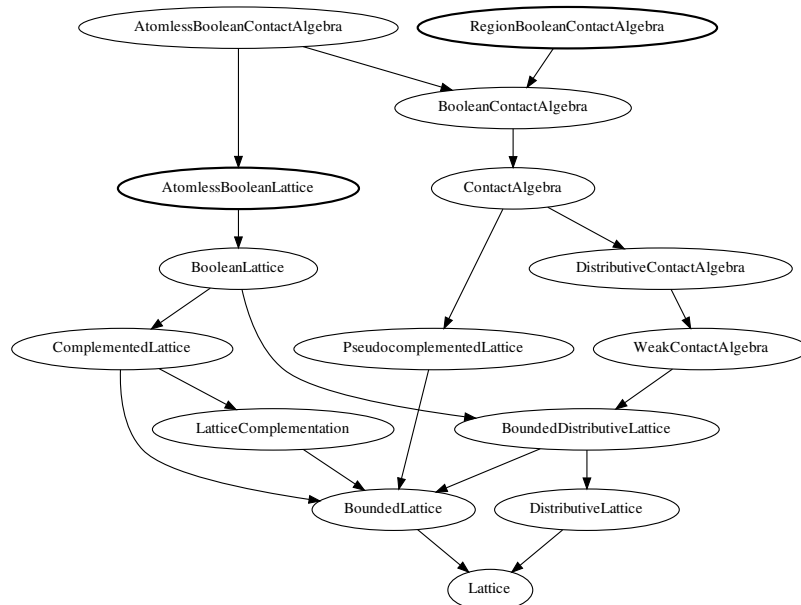 AtomlessBooleanContactAlgebra
RegionBooleanContactAlgebra
BooleanContactAlgebra
AtomlessBooleanLattice
ContactAlgebra
BooleanLattice
DistributiveContactAlgebra
ComplementedLattice
PseudocomplementedLattice
WeakContactAlgebra
LatticeComplementation
BoundedDistributiveLattice
BoundedLattice
DistributiveLattice
Lattice